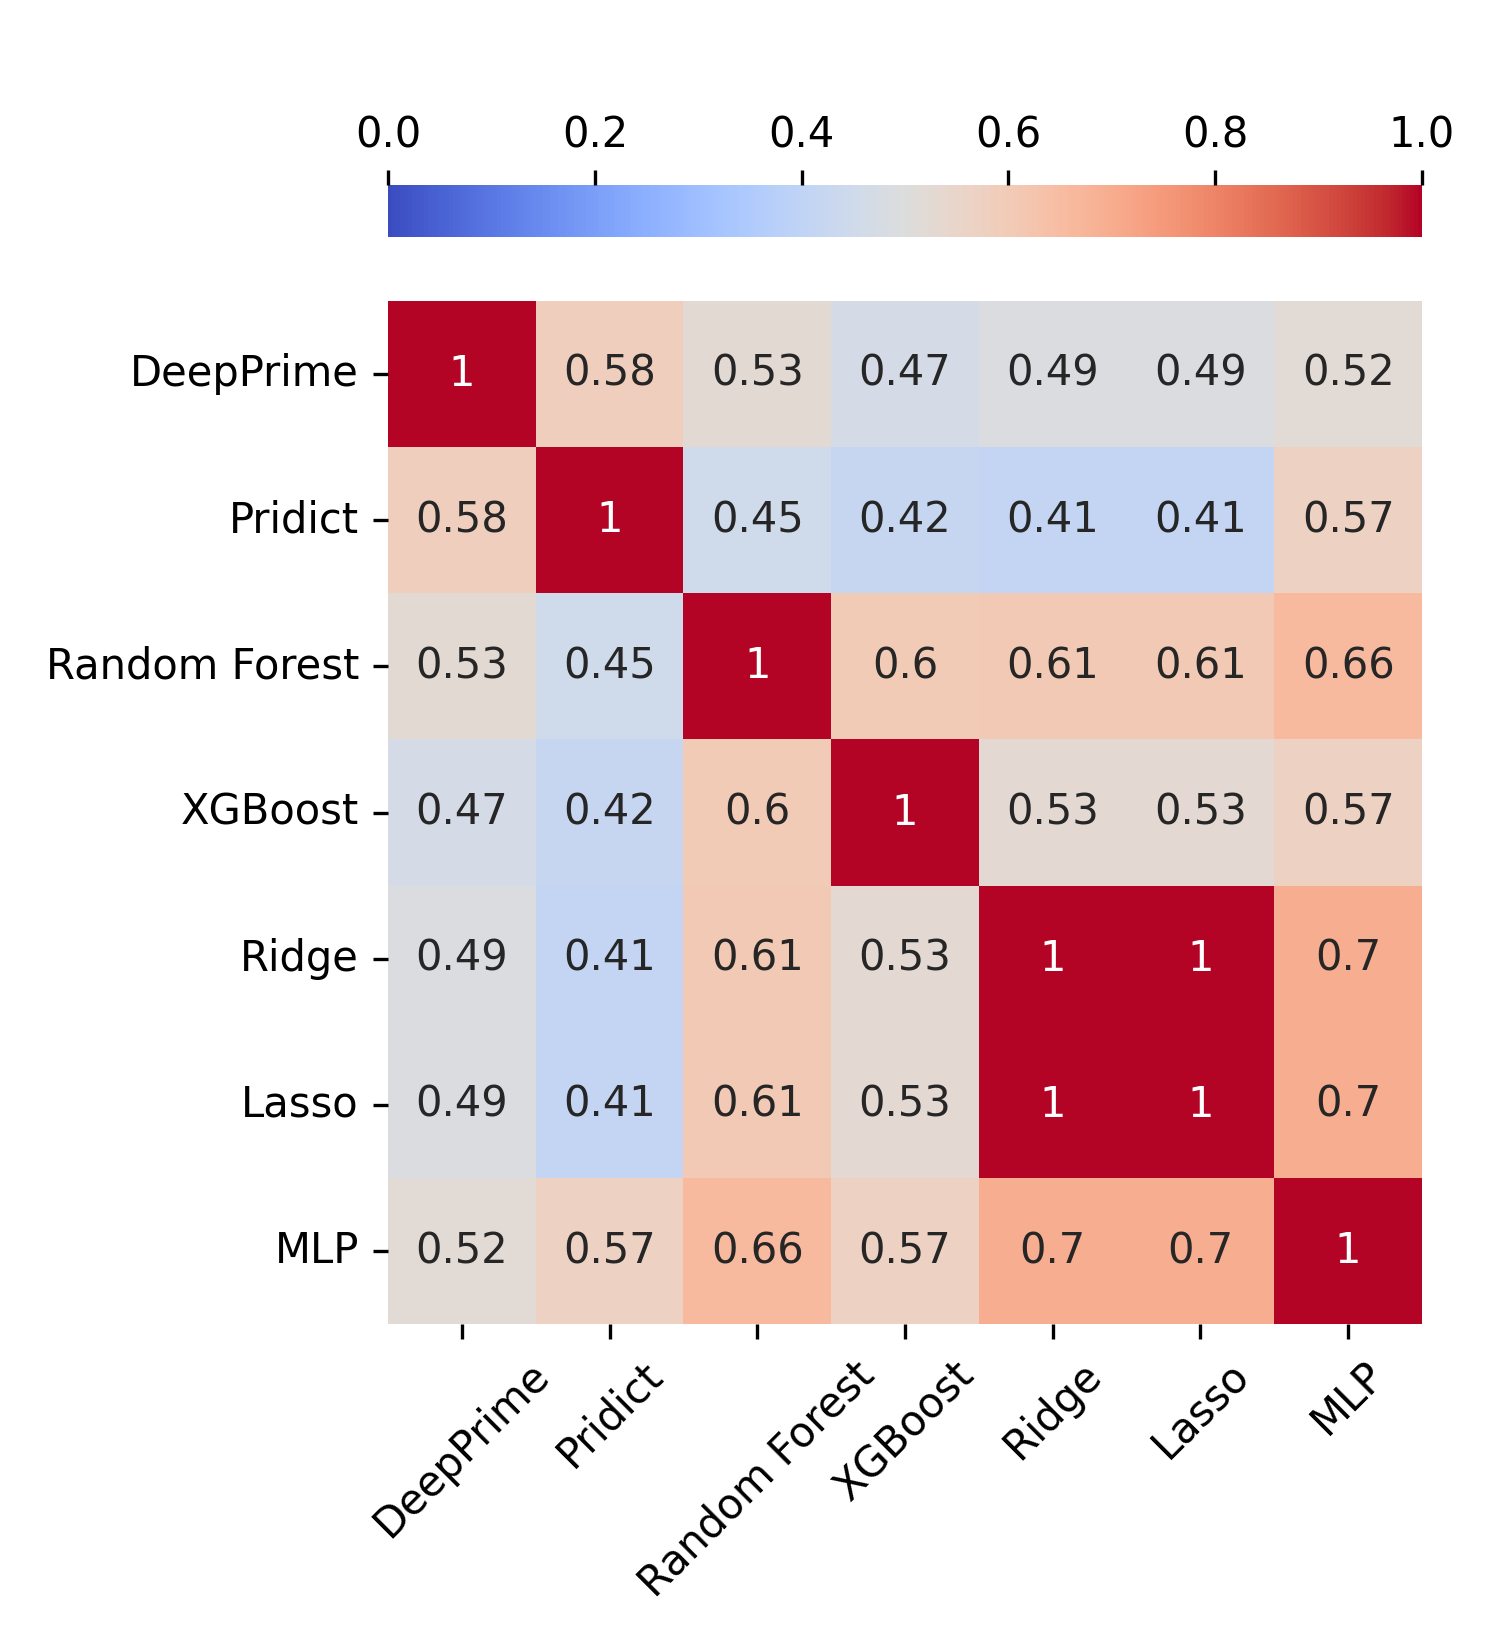 0.0 0.2 0.4 0.6 0.8 1.0
DeepPrime 1 0.58 0.53 0.47 0.49 0.49 0.52
Pridict 0.58 1 0.45 0.42 0.41 0.41 0.57
Random Forest 0.53 0.45 1 0.6 0.61 0.61 0.66
XGBoost 0.47 0.42 0.6 1 0.53 0.53 0.57
Ridge 0.49 0.41 0.61 0.53 1 1 0.7
Lasso 0.49 0.41 0.61 0.53 1 1 0.7
MLP 0.52 0.57 0.66 0.57 0.7 0.7 1
DeepPrime Pridict Random Forest XGBoost Ridge Lasso MLP